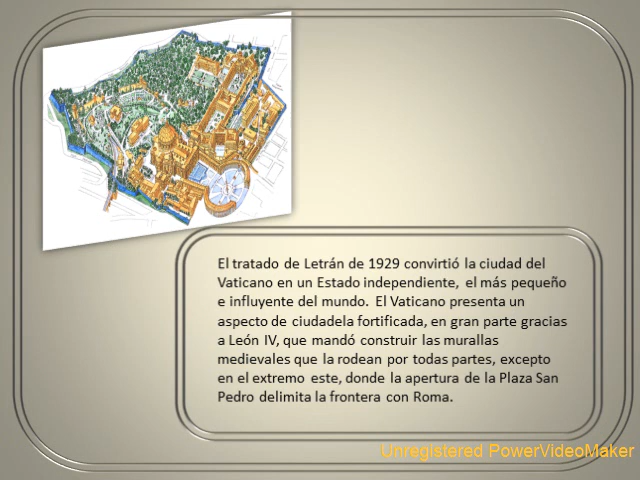 El tratado de Letrán de 1929 convirtió la ciudad del
Vaticano en un Estado independiente, el más pequeño
e influyente del mundo. El Vaticano presenta un
aspecto de ciudadela fortificada, en gran parte gracias
a León IV, que mandó construir las murallas
medievales que la rodean por todas partes, excepto
en el extremo este, donde la apertura de la Plaza San
Pedro delimita la frontera con Roma.
Unregistered PowerVideoMaker